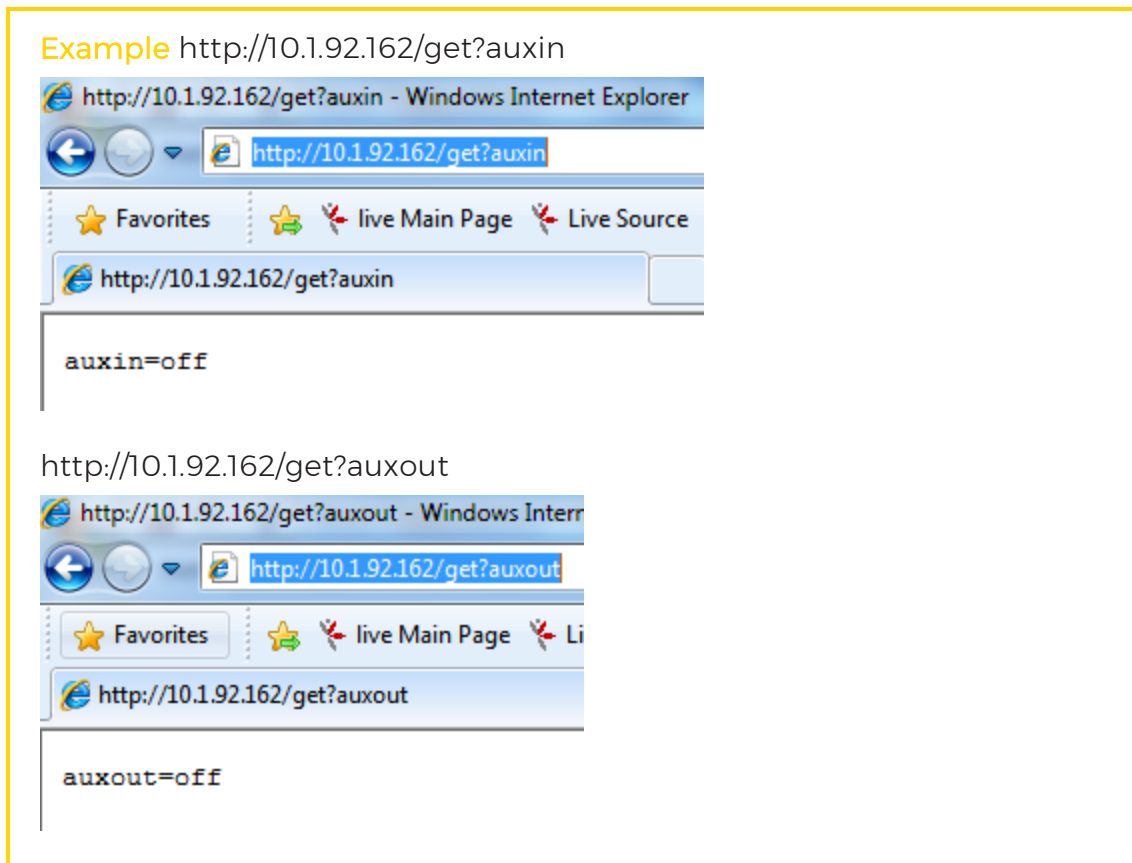 Example http://10.1.92.162/get?auxin
http://10.1.92.162/get?auxin - Windows Internet Explorer
http://10.1.92.162/get?auxin
Favorites live Main Page Live Source
http://10.1.92.162/get?auxin
auxin=off
http://10.1.92.162/get?auxout
http://10.1.92.162/get?auxout - Windows Intern
http://10.1.92.162/get?auxout
Favorites live Main Page Li
http://10.1.92.162/get?auxout
auxout=off